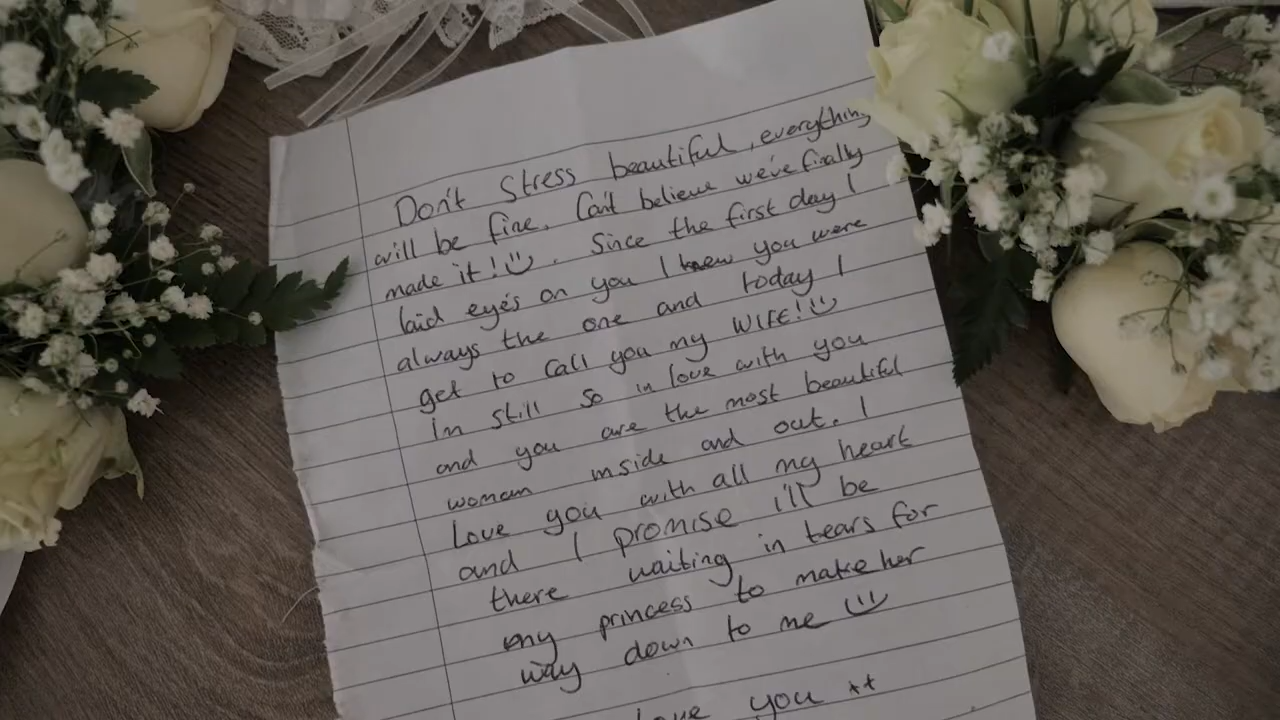 Don't stress beautiful, everything
will be fine. Can't believe we've finally
made it! :) . Since the first day I
laid eye's on you I knew you were
always the one and today I
get to call you my WIFE! :)
Im still so in love with you
and you are the most beautiful
woman inside and out. I
Love you with all my heart
and I promise i'll be
there waiting in tears for
my princess to make her
way down to me :)
love you **